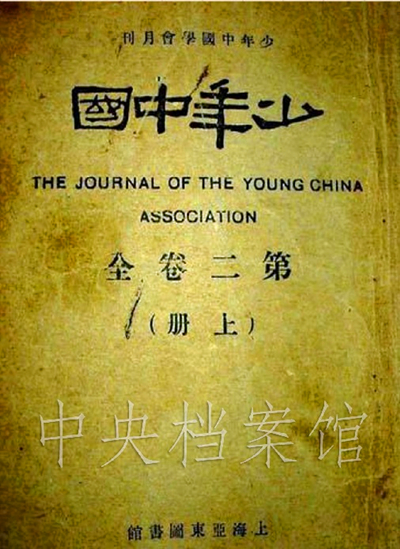 少年中國學會月刊
少年中國
THE JOURNAL OF THE YOUNG CHINA
ASSOCIATION
第二卷全
（上册）
中央档案馆
上海亞東圖書館